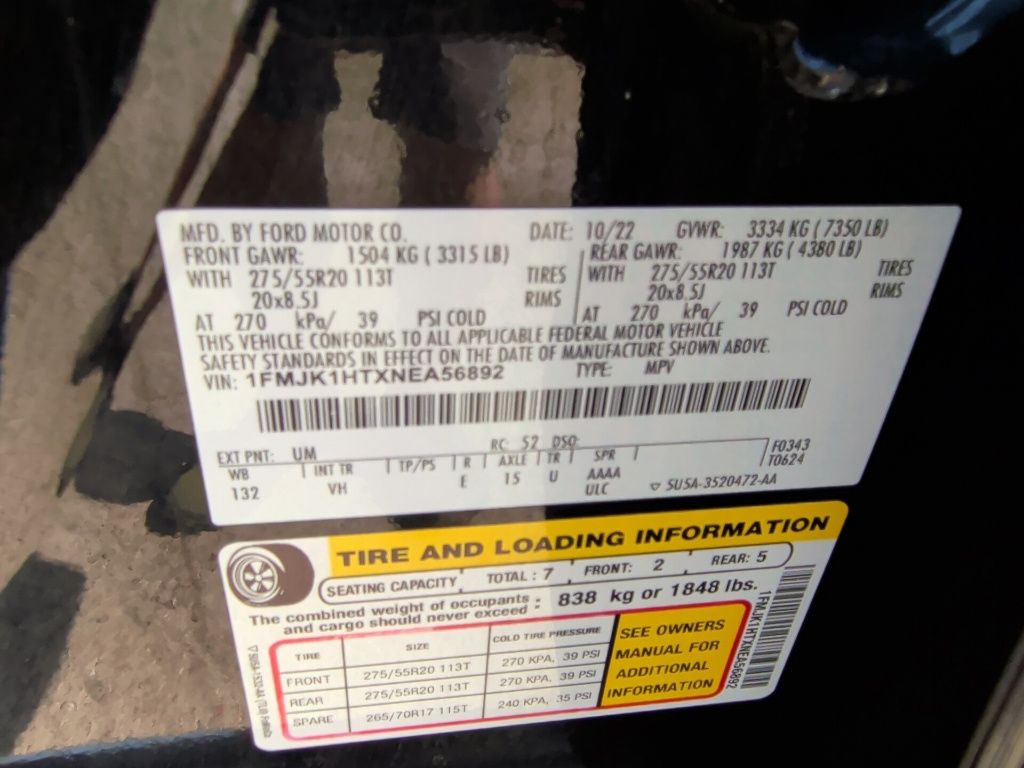 MFD. BY FORD MOTOR CO. DATE: 10/22 GVWR: 3334 KG ( 7350 LB)
FRONT GAWR: 1504 KG ( 3315 LB) REAR GAWR: 1987 KG ( 4380 LB)
WITH 275/55R20 113T TIRES WITH 275/55R20 113T TIRES
20x8.5J RIMS 20x8.5J RIMS
AT 270 kPa/ 39 PSI COLD AT 270 kPa/ 39 PSI COLD
THIS VEHICLE CONFORMS TO ALL APPLICABLE FEDERAL MOTOR VEHICLE
SAFETY STANDARDS IN EFFECT ON THE DATE OF MANUFACTURE SHOWN ABOVE.
VIN: 1FMJK1HTXNEA56892 TYPE: MPV
EXT PNT: UM RC: 52 DSO: F0343
WB INT TR TP/PS R AXLE TR SPR T0624
132 VH E 15 U AAAA
ULC 5U5A-3520472-AA
TIRE AND LOADING INFORMATION
SEATING CAPACITY TOTAL : 7 FRONT: 2 REAR: 5
The combined weight of occupants and cargo should never exceed : 838 kg or 1848 lbs.
TIRE SIZE COLD TIRE PRESSURE
FRONT 275/55R20 113T 270 KPA, 39 PSI
REAR 275/55R20 113T 270 KPA, 39 PSI
SPARE 265/70R17 115T 240 KPA, 35 PSI
SEE OWNERS
MANUAL FOR
ADDITIONAL
INFORMATION
1FMJK1HTXNEA56892